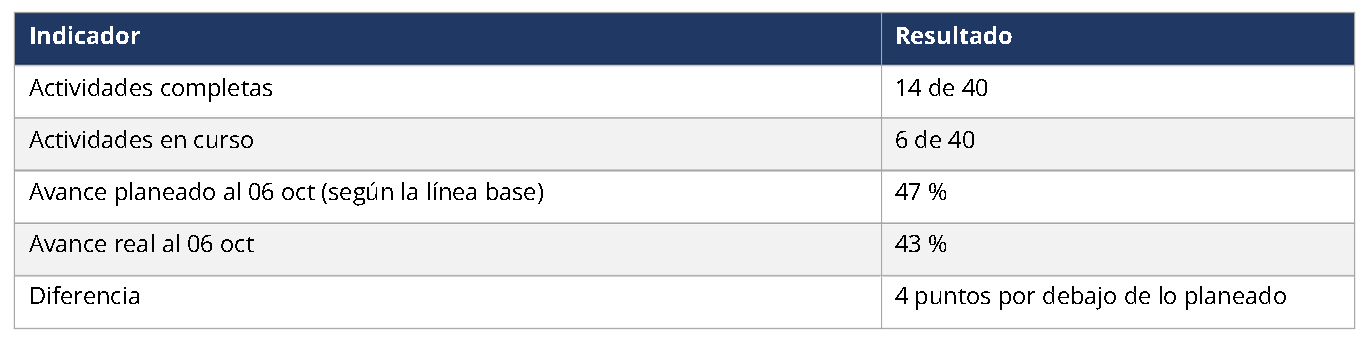 Indicador Resultado
Actividades completas 14 de 40
Actividades en curso 6 de 40
Avance planeado al 06 oct (según la línea base) 47 %
Avance real al 06 oct 43 %
Diferencia 4 puntos por debajo de lo planeado